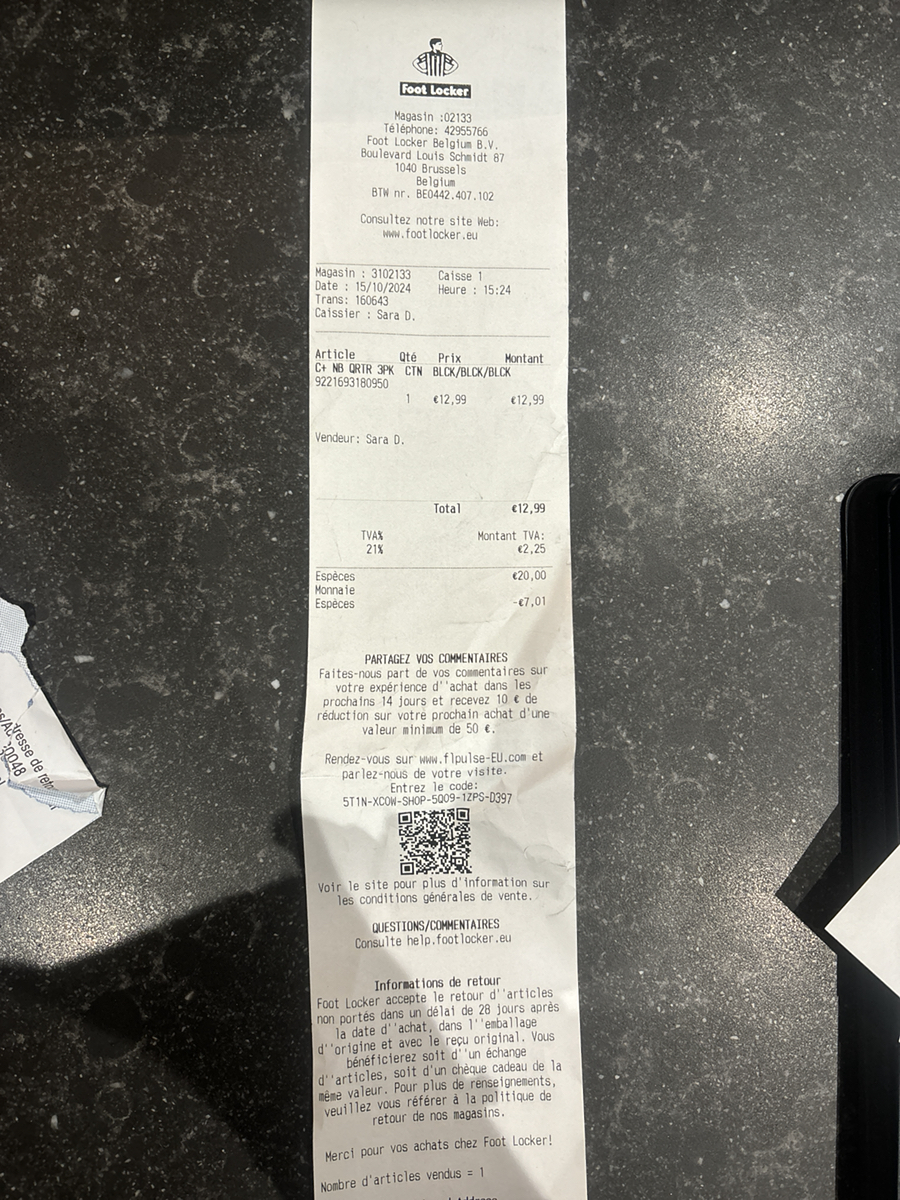 Foot Locker
Magasin :02133
Téléphone: 42955766
Foot Locker Belgium B.V.
Boulevard Louis Schmidt 87
1040 Brussels
Belgium
BTW nr. BE0442.407.102
Consultez notre site Web:
www.footlocker.eu
Magasin : 3102133 Caisse 1
Date : 15/10/2024 Heure : 15:24
Trans: 160643
Caissier : Sara D.
Article Qté Prix Montant
C+ NB QRTR 3PK CTN BLCK/BLCK/BLCK
9221693180950
1 €12,99 €12,99
Vendeur: Sara D.
Total €12,99
TVA% Montant TVA:
21% €2,25
Espèces €20,00
Monnaie
Espèces -€7,01
PARTAGEZ VOS COMMENTAIRES
Faites-nous part de vos commentaires sur
votre expérience d''achat dans les
prochains 14 jours et recevez 10 € de
réduction sur votre prochain achat d'une
valeur minimum de 50 €.
Rendez-vous sur www.flpulse-EU.com et
parlez-nous de votre visite.
Entrez le code:
5T1N-XCOW-SHOP-5Q09-1ZPS-D397
Voir le site pour plus d'information sur
les conditions générales de vente.
QUESTIONS/COMMENTAIRES
Consulte help.footlocker.eu
Informations de retour
Foot Locker accepte le retour d''articles
non portés dans un délai de 28 jours après
la date d''achat, dans l''emballage
d''origine et avec le reçu original. Vous
bénéficierez soit d''un échange
d''articles, soit d'un chèque cadeau de la
même valeur. Pour plus de renseignements,
veuillez vous référer à la politique de
retour de nos magasins.
Merci pour vos achats chez Foot Locker!
Nombre d'articles vendus = 1
resse de
30048